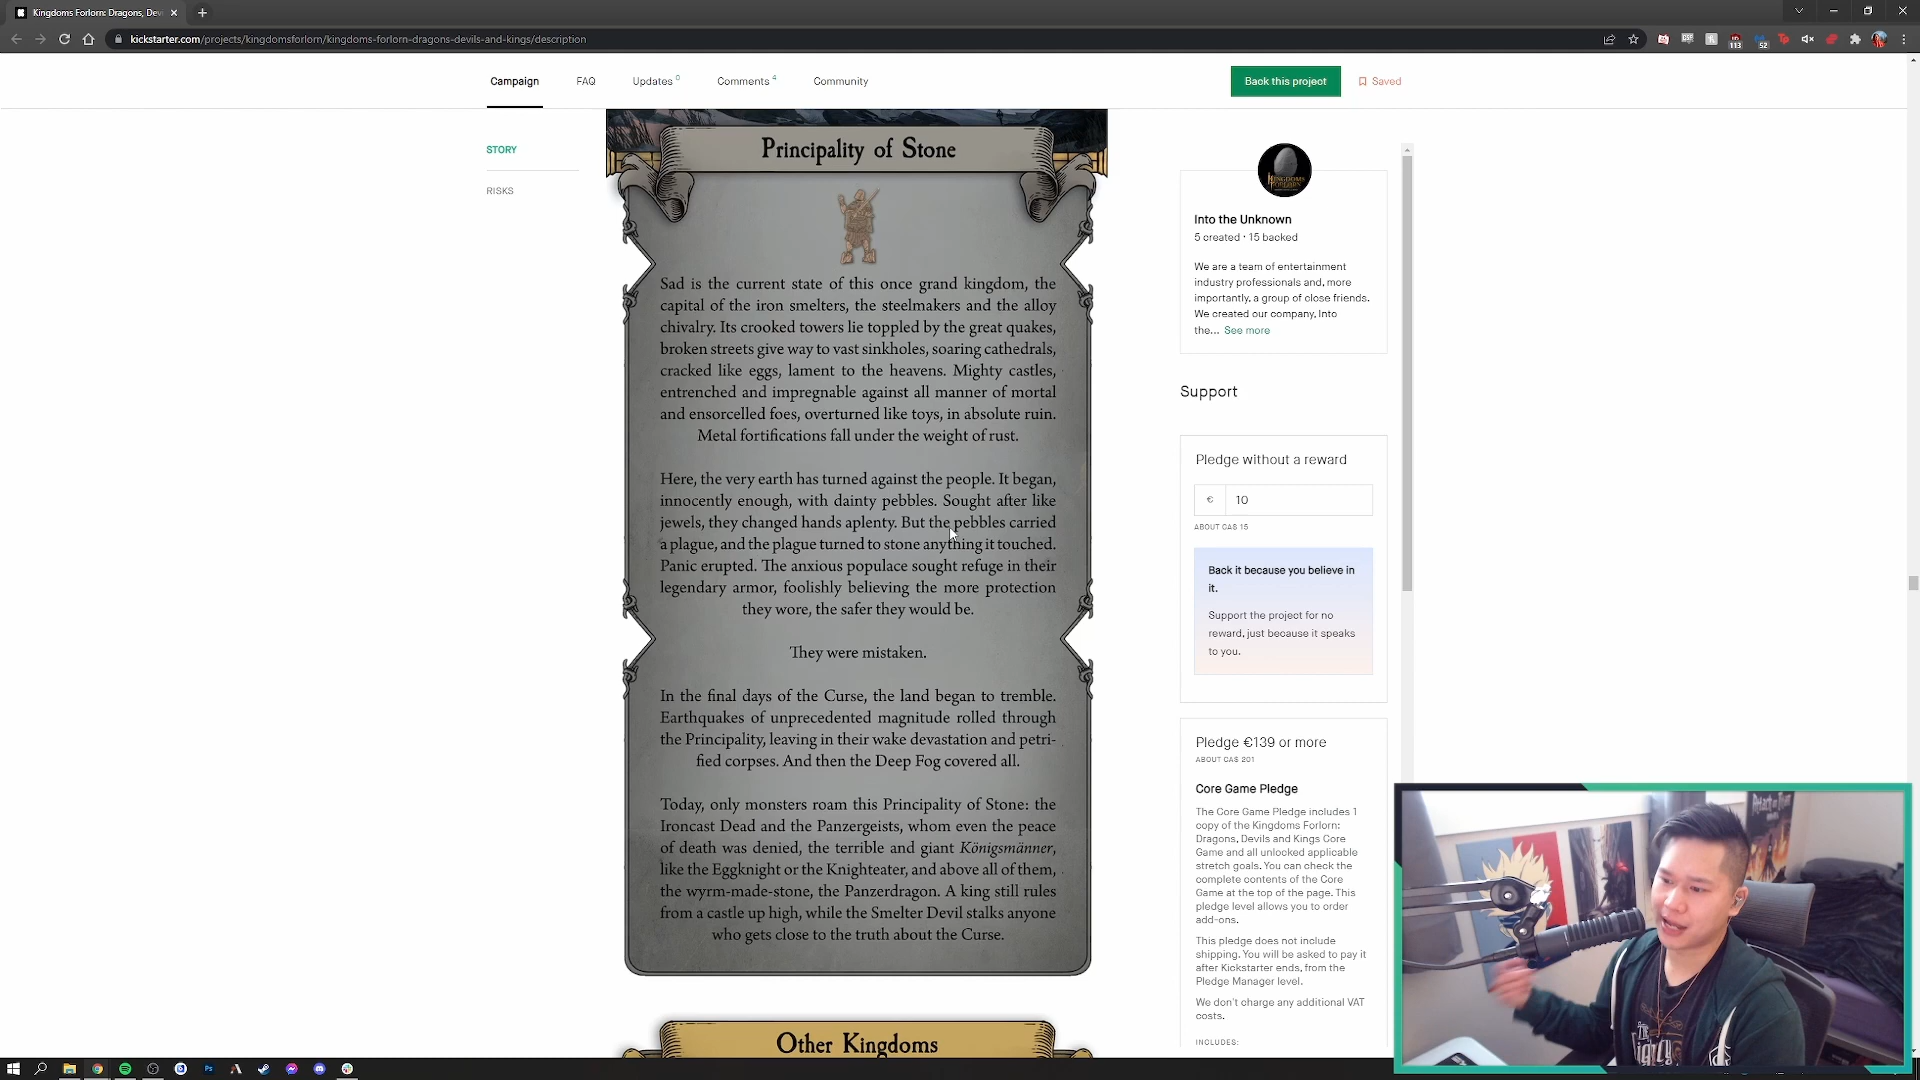 Kingdoms Forlorn: Dragons, Dev
kickstarter.com/projects/kingdomsforlorn/kingdoms-forlorn-dragons-devils-and-kings/description
113
52
Campaign
FAQ
Updates 0
Comments 4
Community
Back this project
Saved
STORY
RISKS
Principality of Stone
Sad is the current state of this once grand kingdom, the
capital of the iron smelters, the steelmakers and the alloy
chivalry. Its crooked towers lie toppled by the great quakes,
broken streets give way to vast sinkholes, soaring cathedrals,
cracked like eggs, lament to the heavens. Mighty castles,
entrenched and impregnable against all manner of mortal
and ensorcelled foes, overturned like toys, in absolute ruin.
Metal fortifications fall under the weight of rust.
Here, the very earth has turned against the people. It began,
innocently enough, with dainty pebbles. Sought after like
jewels, they changed hands aplenty. But the pebbles carried
a plague, and the plague turned to stone anything it touched.
Panic erupted. The anxious populace sought refuge in their
legendary armor, foolishly believing the more protection
they wore, the safer they would be.
They were mistaken.
In the final days of the Curse, the land began to tremble.
Earthquakes of unprecedented magnitude rolled through
the Principality, leaving in their wake devastation and petri-
fied corpses. And then the Deep Fog covered all.
Today, only monsters roam this Principality of Stone: the
Ironcast Dead and the Panzergeists, whom even the peace
of death was denied, the terrible and giant Königsmänner,
like the Eggknight or the Knighteater, and above all of them,
the wyrm-made-stone, the Panzerdragon. A king still rules
from a castle up high, while the Smelter Devil stalks anyone
who gets close to the truth about the Curse.
Other Kingdoms
KINGDOMS
FORLORN
Into the Unknown
5 created · 15 backed
We are a team of entertainment
industry professionals and, more
importantly, a group of close friends.
We created our company, Into
the... See more
Support
Pledge without a reward
€ 10
ABOUT CA$ 15
Back it because you believe in
it.
Support the project for no
reward, just because it speaks
to you.
Pledge €139 or more
ABOUT CA$ 201
Core Game Pledge
The Core Game Pledge includes 1
copy of the Kingdoms Forlorn:
Dragons, Devils and Kings Core
Game and all unlocked applicable
stretch goals. You can check the
complete contents of the Core
Game at the top of the page. This
pledge level allows you to order
add-ons.
This pledge does not include
shipping. You will be asked to pay it
after Kickstarter ends, from the
Pledge Manager level.
We don't charge any additional VAT
costs.
INCLUDES: